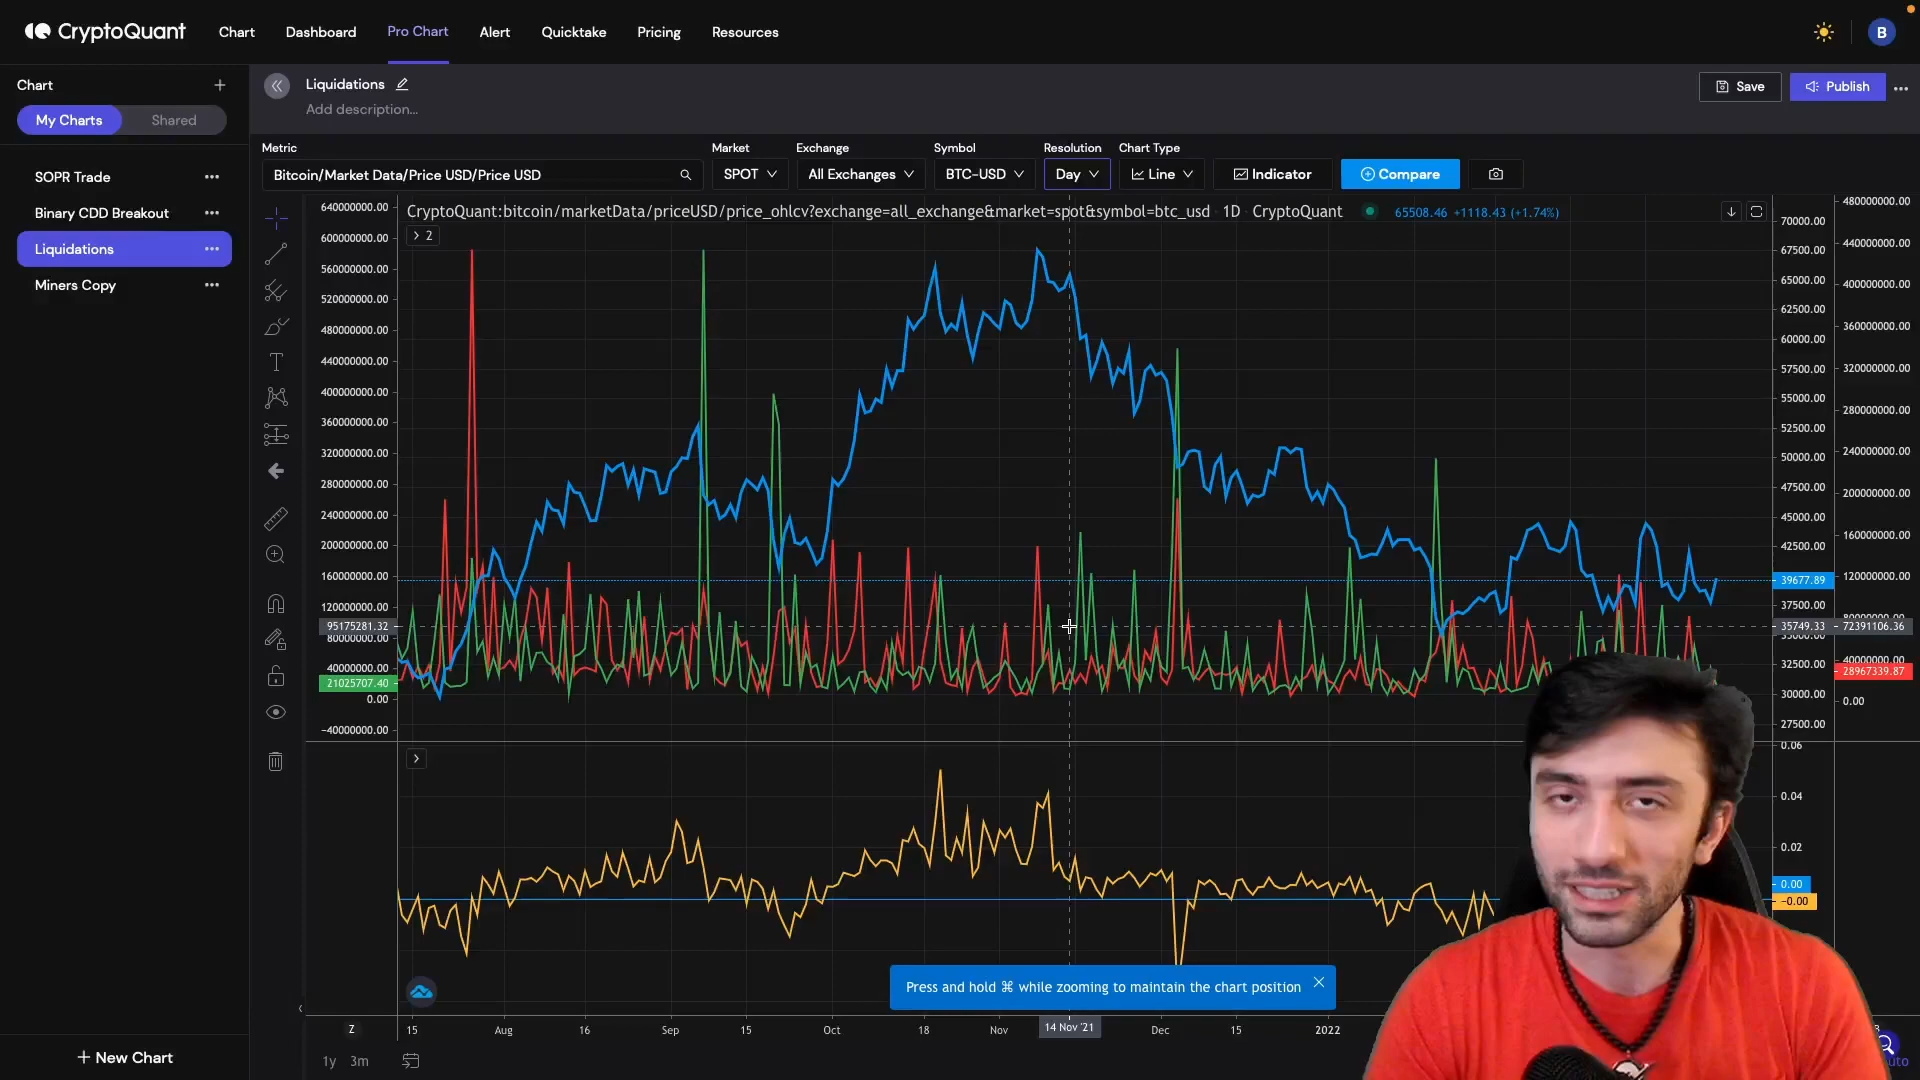 CryptoQuant
Chart
Dashboard
Pro Chart
Alert
Quicktake
Pricing
Resources
B
Chart
My Charts
Shared
SOPR Trade
Binary CDD Breakout
Liquidations
Miners Copy
+ New Chart
Liquidations
Add description...
Save
Publish
Metric
Market
Exchange
Symbol
Resolution
Chart Type
Bitcoin/Market Data/Price USD/Price USD
SPOT
All Exchanges
BTC-USD
Day
Line
Indicator
Compare
CryptoQuant:bitcoin/marketData/priceUSD/price_ohlcv?exchange=all_exchange&market=spot&symbol=btc_usd 1D CryptoQuant
65508.46 +1118.43 (+1.74%)
2
640000000.00
600000000.00
560000000.00
520000000.00
480000000.00
440000000.00
400000000.00
360000000.00
320000000.00
280000000.00
240000000.00
200000000.00
160000000.00
120000000.00
95175281.32
80000000.00
40000000.00
21025707.40
0.00
-40000000.00
70000.00
67500.00
65000.00
62500.00
60000.00
57500.00
55000.00
52500.00
50000.00
47500.00
45000.00
42500.00
39677.89
37500.00
35749.33
35000.00
32500.00
30000.00
27500.00
480000000.00
440000000.00
400000000.00
360000000.00
320000000.00
280000000.00
240000000.00
200000000.00
160000000.00
120000000.00
72391106.36
40000000.00
28967339.87
0.00
0.06
0.04
0.02
0.00
-0.00
Press and hold ⌘ while zooming to maintain the chart position
Z
15
Aug
16
Sep
15
Oct
18
Nov
14 Nov '21
Dec
15
2022
1y
3m